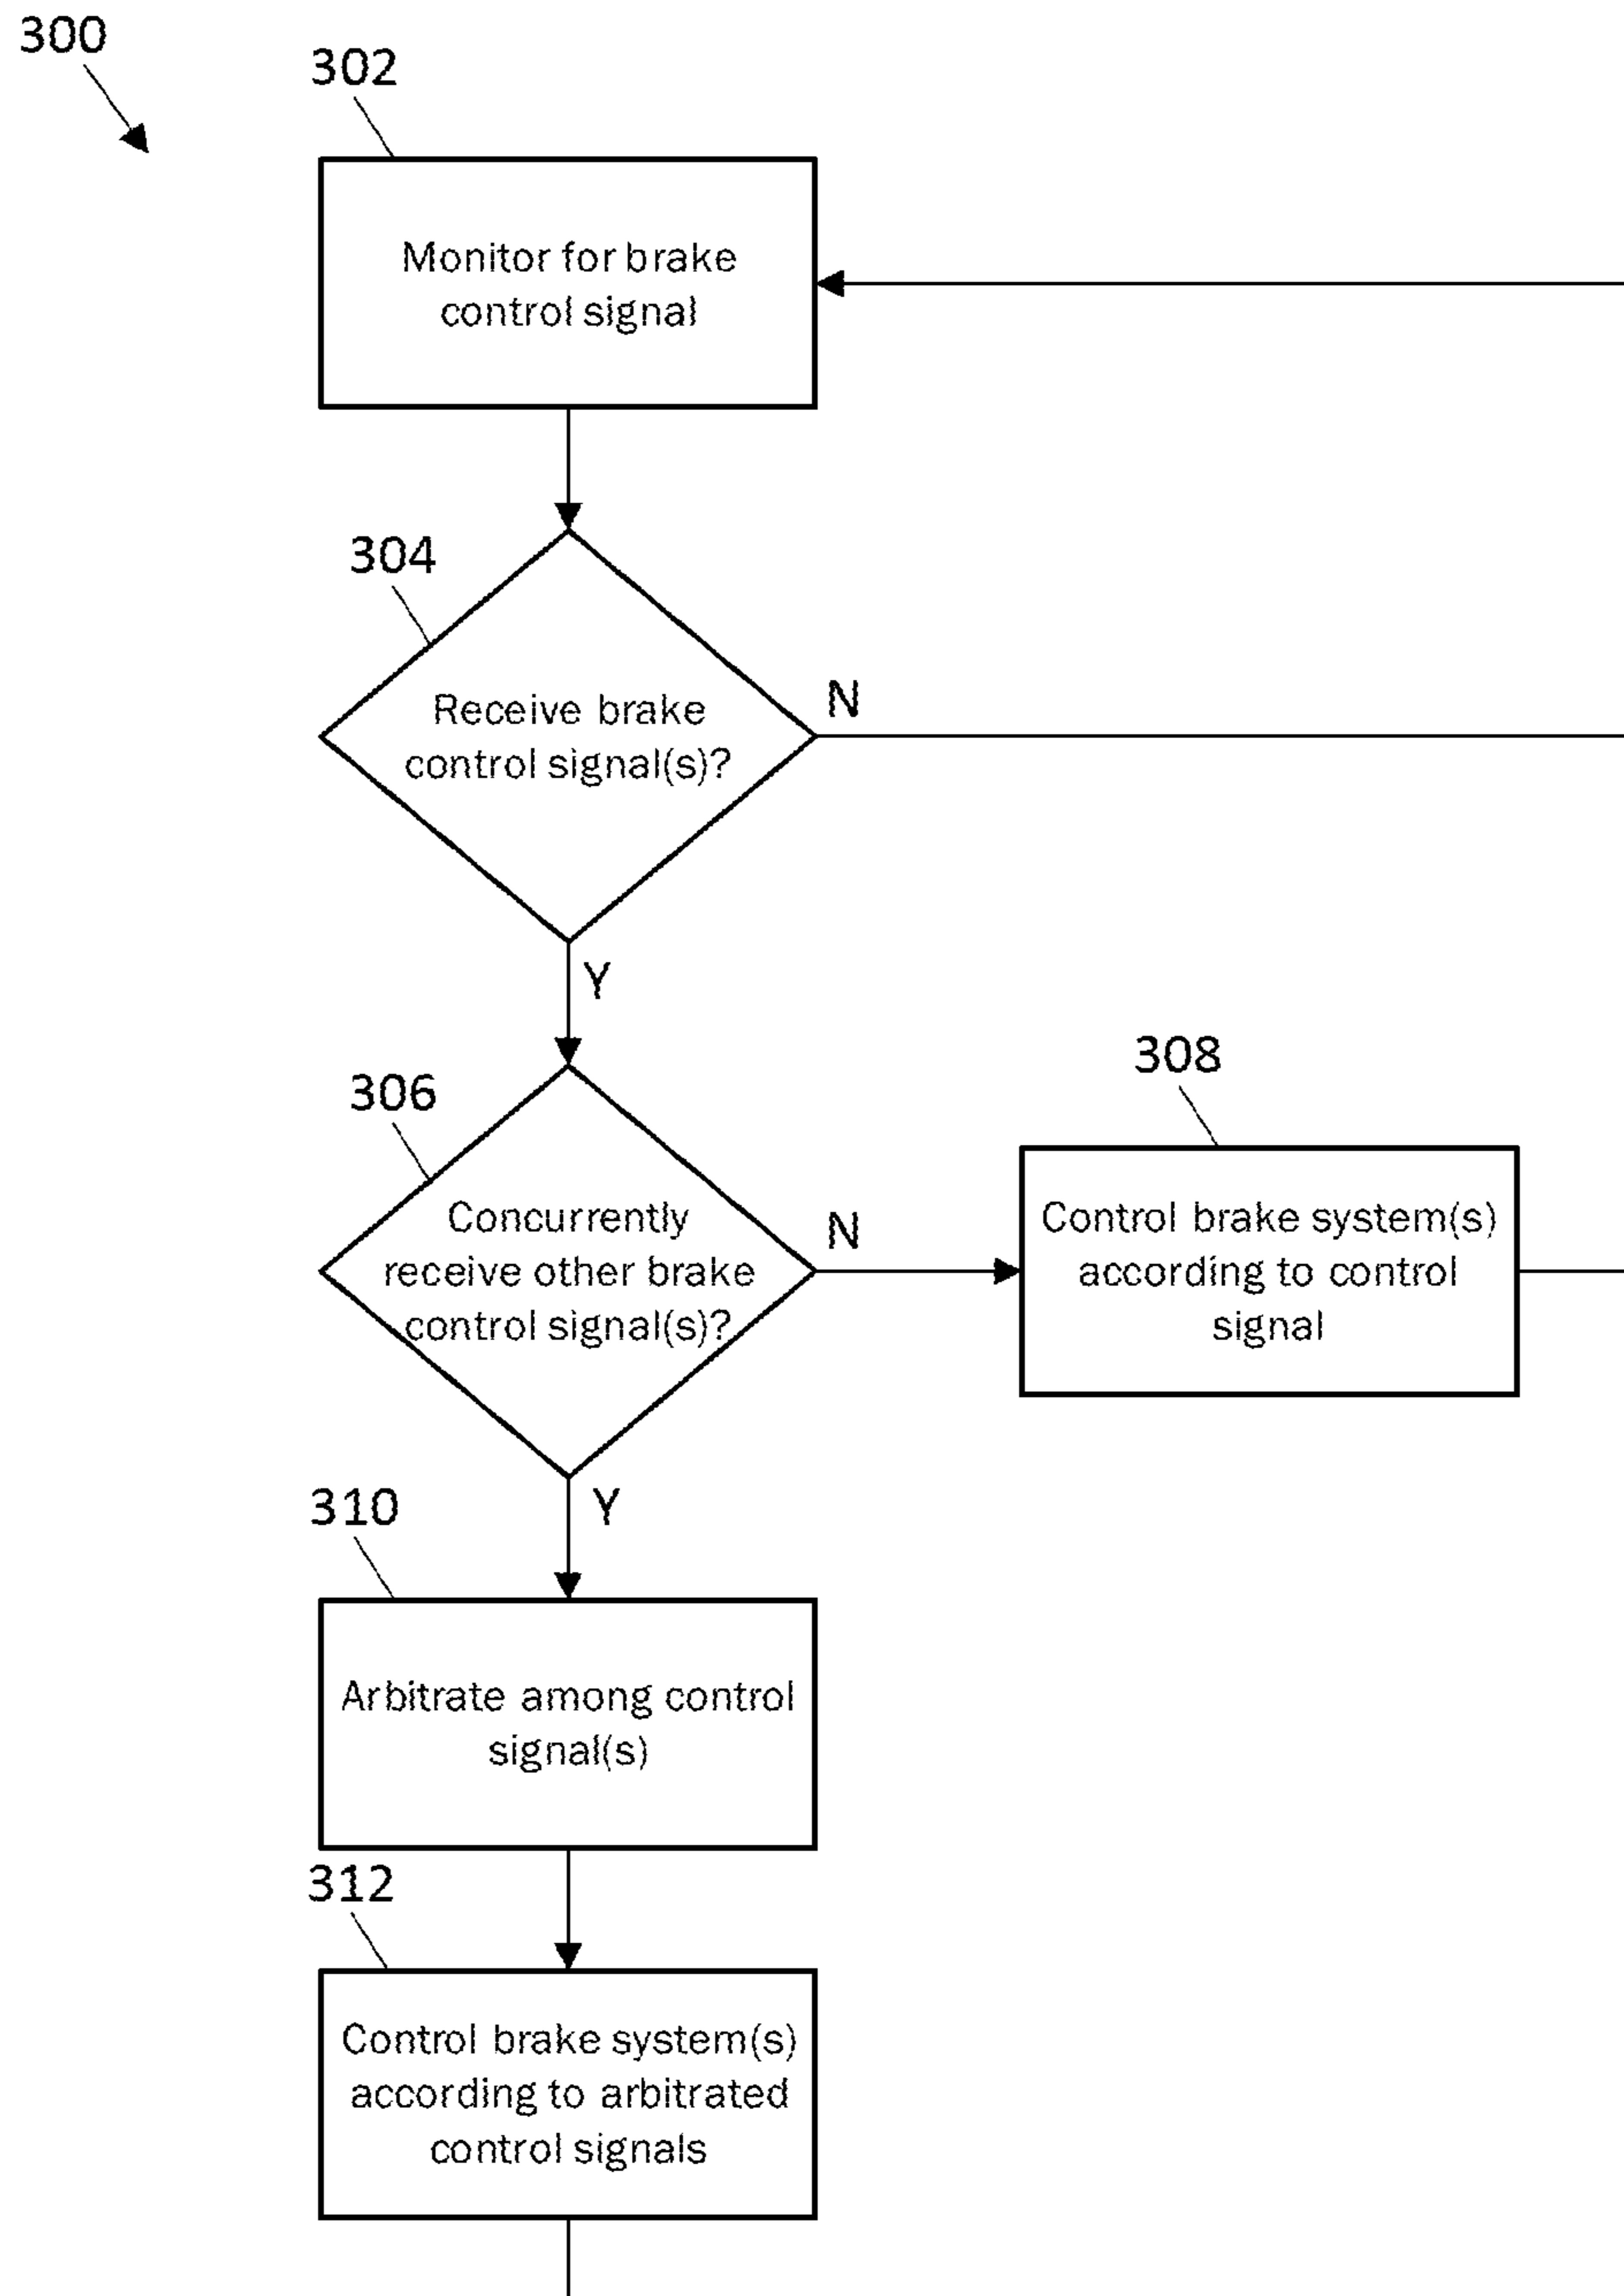 300
302
Monitor for brake
control signal
304
Receive brake
control signal(s)?
N
Y
306
Concurrently
receive other brake
control signal(s)?
N
308
Control brake system(s)
according to control
signal
Y
310
Arbitrate among control
signal(s)
312
Control brake system(s)
according to arbitrated
control signals